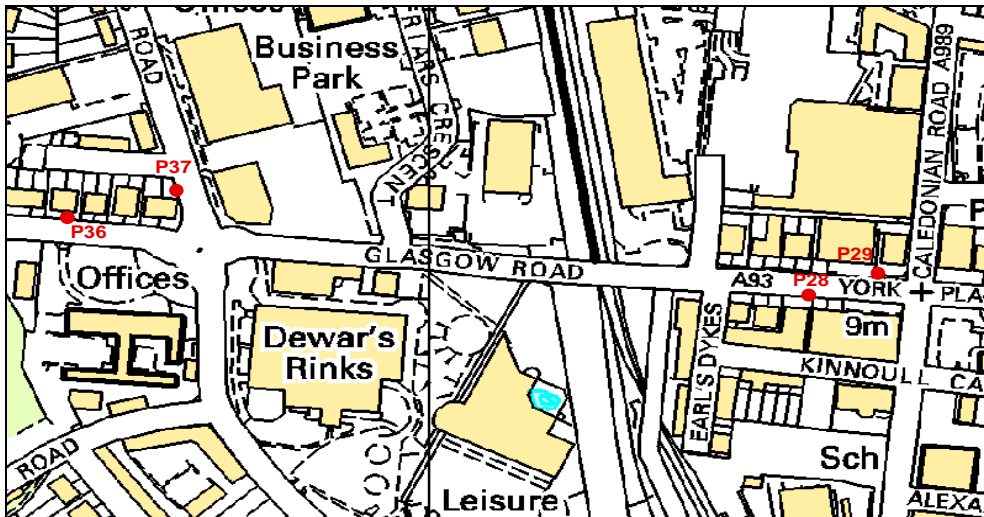 ROAD
Business
Park
CRESCENT
CALEDONIAN ROAD A989
P37
P36
GLASGOW ROAD
Offices
A93
P28
P29
YORK
PLA
9m
Dewar's
Rinks
EARL'S DYKES
KINNOULL CA
ROAD
Sch
Leisure
ALEXA